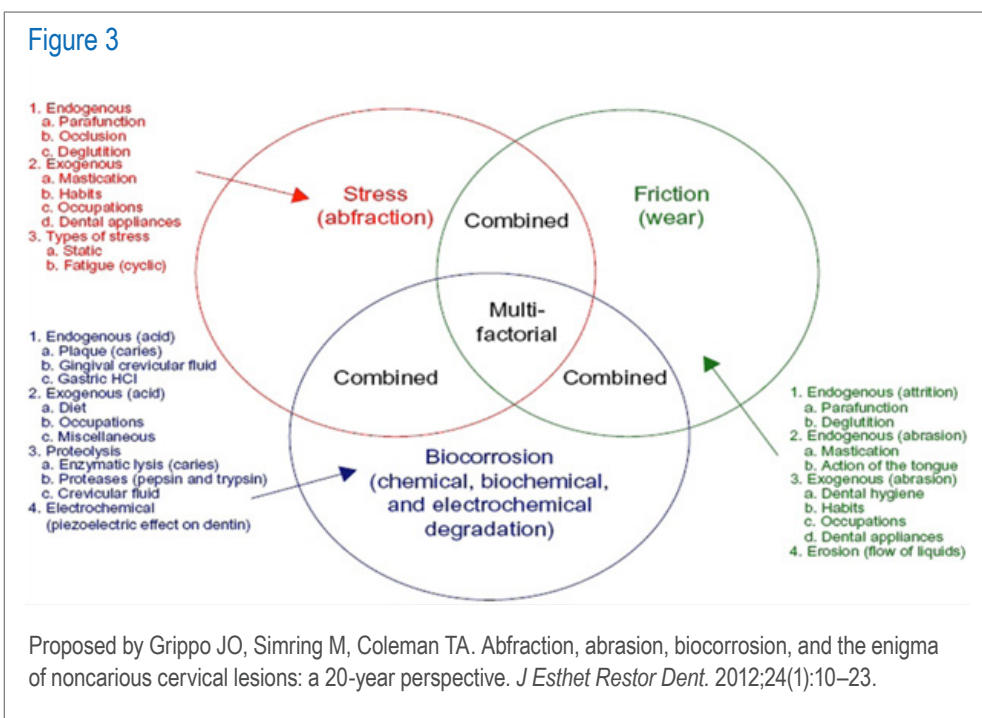 Figure 3
1. Endogenous
a. Parafunction
b. Occlusion
c. Deglutition
2. Exogenous
a. Mastication
b. Habits
c. Occupations
d. Dental appliances
3. Types of stress
a. Static
b. Fatigue (cyclic)
Stress
(abfraction)
Combined
Friction
(wear)
Multi-
factorial
Combined
Combined
1. Endogenous (acid)
a. Plaque (caries)
b. Gingival crevicular fluid
c. Gastric HCl
2. Exogenous (acid)
a. Diet
b. Occupations
c. Miscellaneous
3. Proteolysis
a. Enzymatic lysis (caries)
b. Proteases (pepsin and trypsin)
c. Crevicular fluid
4. Electrochemical
(piezoelectric effect on dentin)
Biocorrosion
(chemical, biochemical,
and electrochemical
degradation)
1. Endogenous (attrition)
a. Parafunction
b. Deglutition
2. Endogenous (abrasion)
a. Mastication
b. Action of the tongue
3. Exogenous (abrasion)
a. Dental hygiene
b. Habits
c. Occupations
d. Dental appliances
4. Erosion (flow of liquids)
Proposed by Grippo JO, Simring M, Coleman TA. Abfraction, abrasion, biocorrosion, and the enigma
of noncarious cervical lesions: a 20-year perspective. J Esthet Restor Dent. 2012;24(1):10–23.